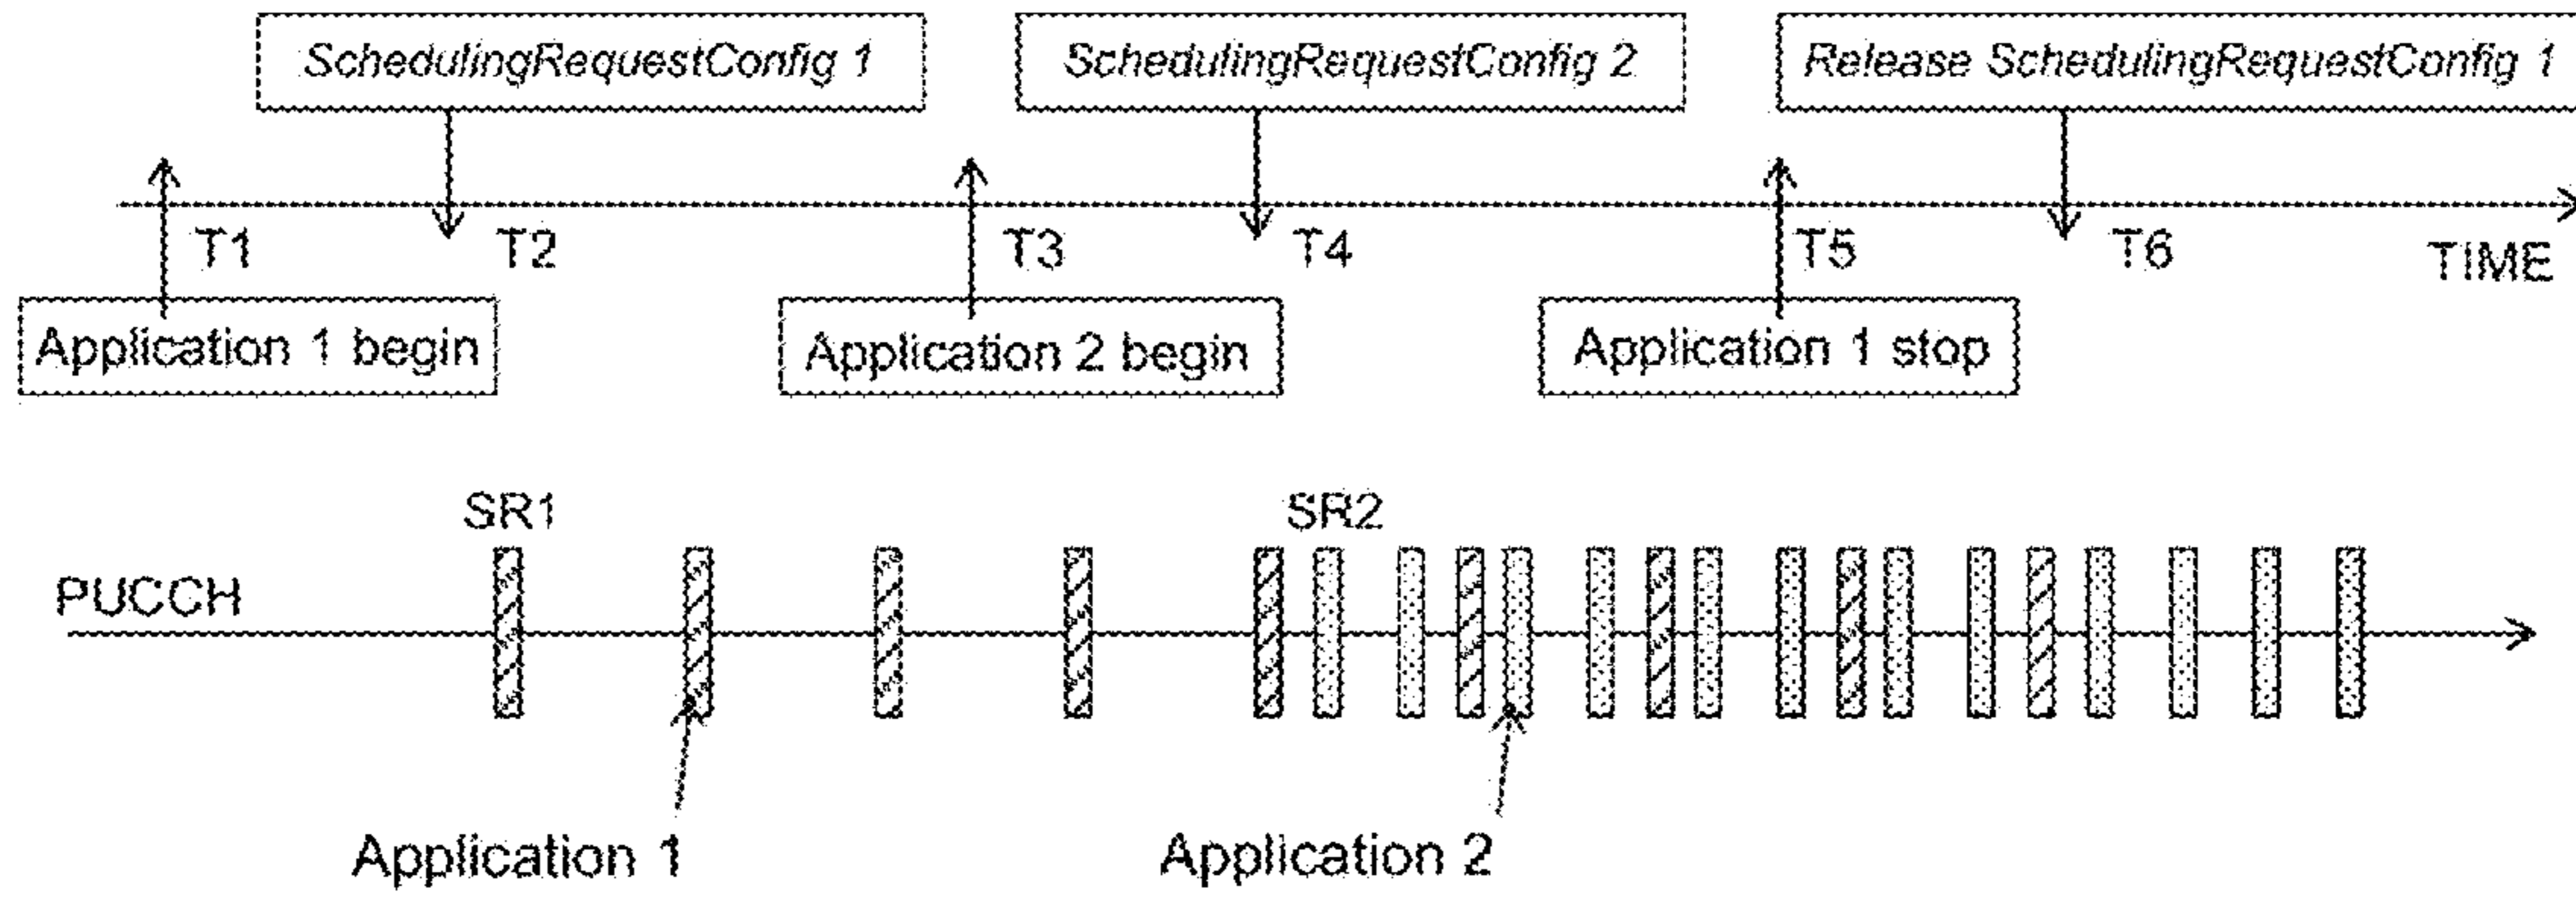 SchedulingRequestConfig 1
SchedulingRequestConfig 2
Release SchedulingRequestConfig 1
T1
T2
T3
T4
T5
T6
TIME
Application 1 begin
Application 2 begin
Application 1 stop
SR1
SR2
PUCCH
Application 1
Application 2